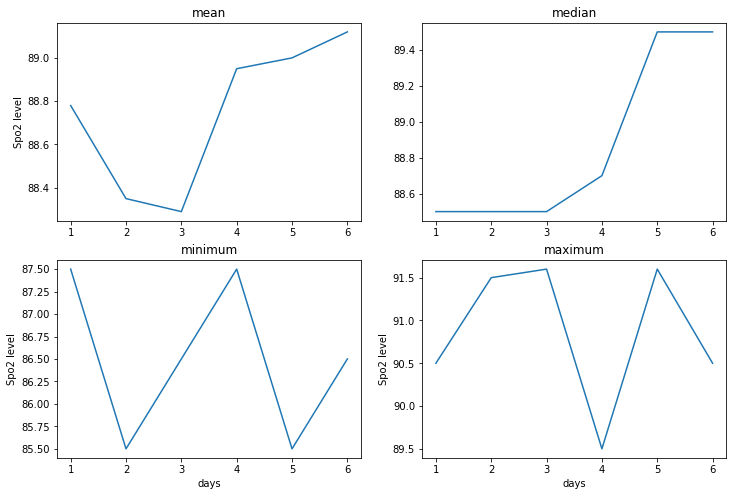 mean
Spo2 level
89.0
88.8
88.6
88.4
1 2 3 4 5 6
median
89.4
89.2
89.0
88.8
88.6
1 2 3 4 5 6
minimum
Spo2 level
87.50
87.25
87.00
86.75
86.50
86.25
86.00
85.75
85.50
1 2 3 4 5 6
days
maximum
Spo2 level
91.5
91.0
90.5
90.0
89.5
1 2 3 4 5 6
days